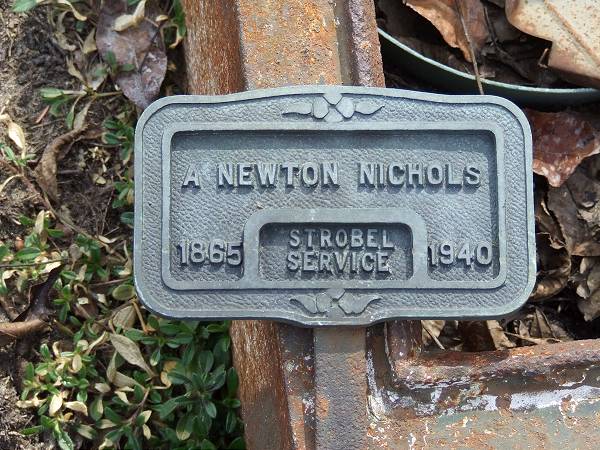 A NEWTON NICHOLS
1865 STROBEL SERVICE 1940